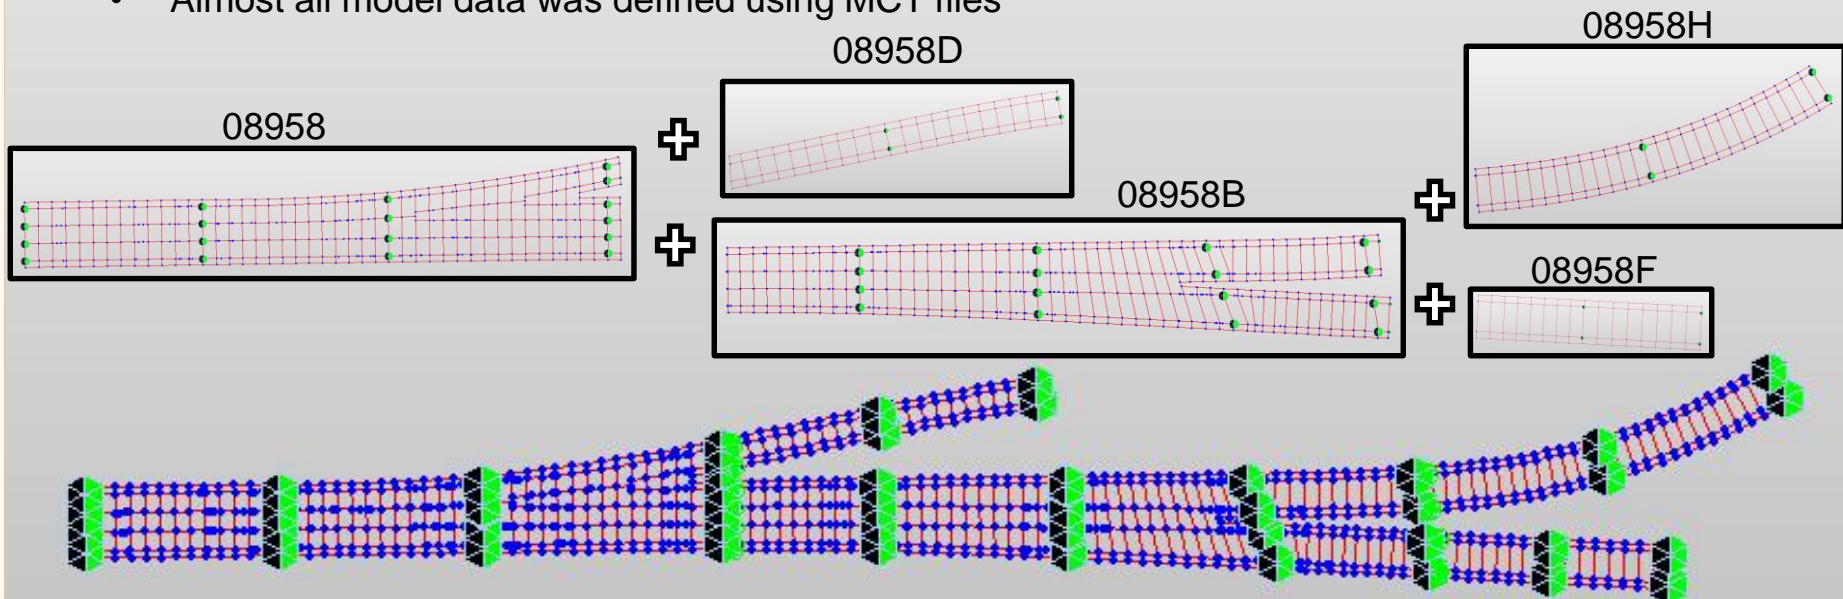 • Almost all model data was defined using MCT files
08958H
08958D
08958
08958B
08958F